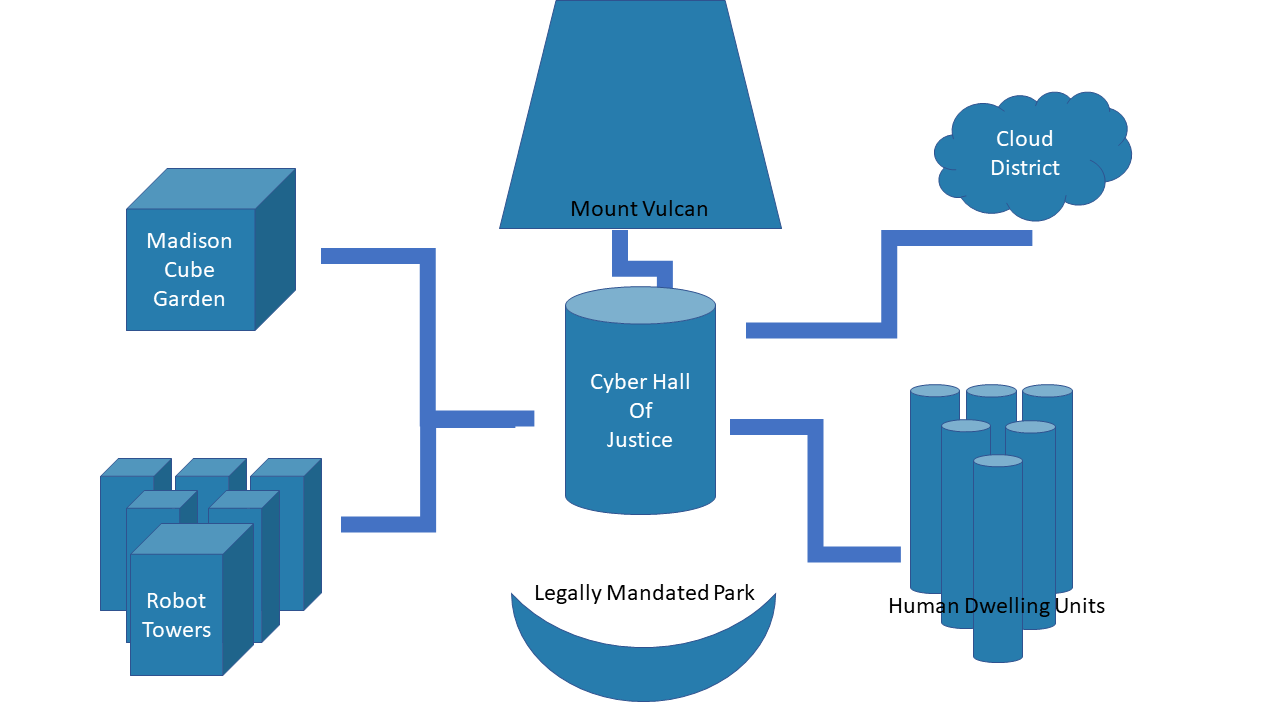 Mount Vulcan
Cloud
District
Madison
Cube
Garden
Cyber Hall
Of
Justice
Robot
Towers
Legally Mandated Park
Human Dwelling Units